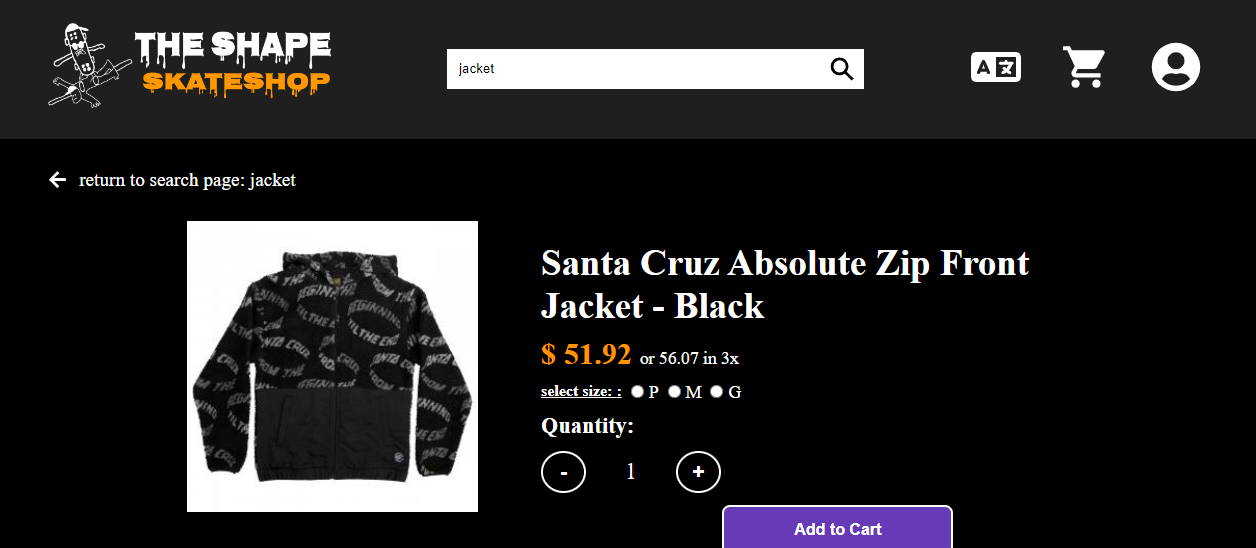 THE SHAPE
SKATESHOP
jacket
return to search page: jacket
Santa Cruz Absolute Zip Front
Jacket - Black
$ 51.92 or 56.07 in 3x
select size: : P M G
Quantity:
- 1 +
Add to Cart